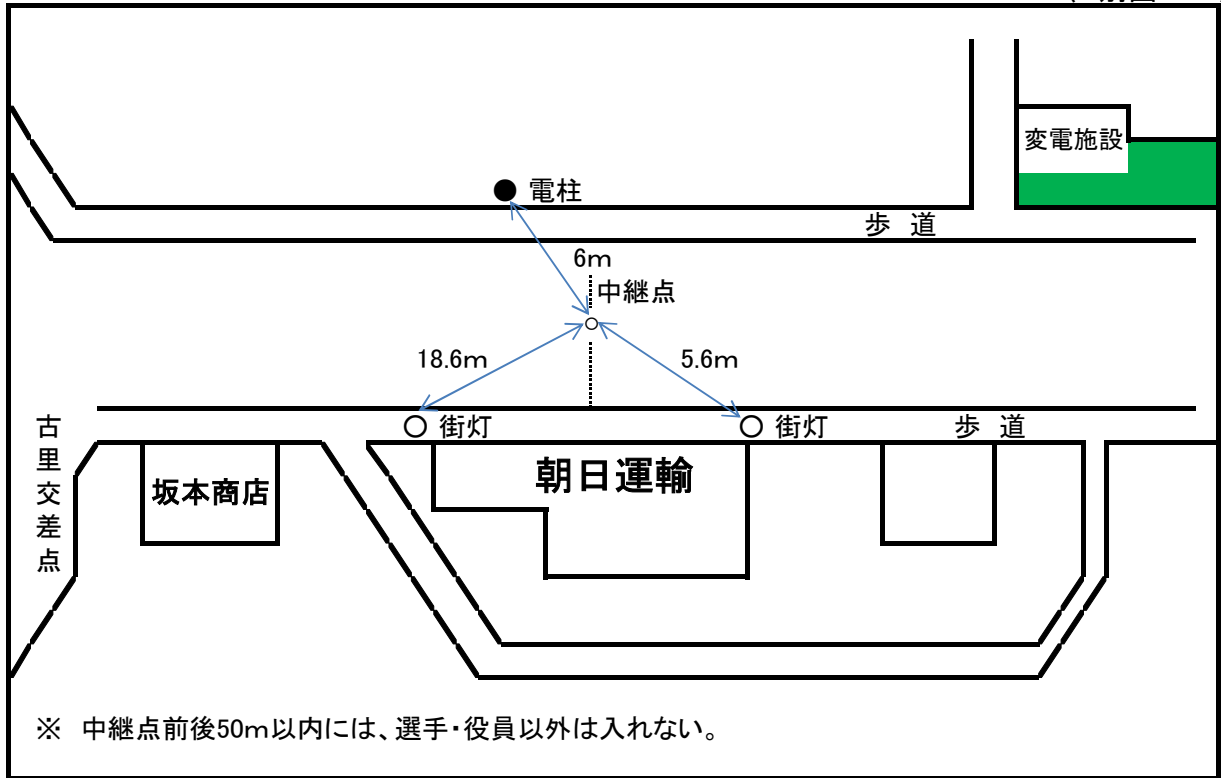 変電施設
電柱
歩 道
6m
中継点
18.6m
5.6m
街灯
街灯
歩 道
古里交差点
坂本商店
朝日運輸
※ 中継点前後50m以内には、選手・役員以外は入れない。